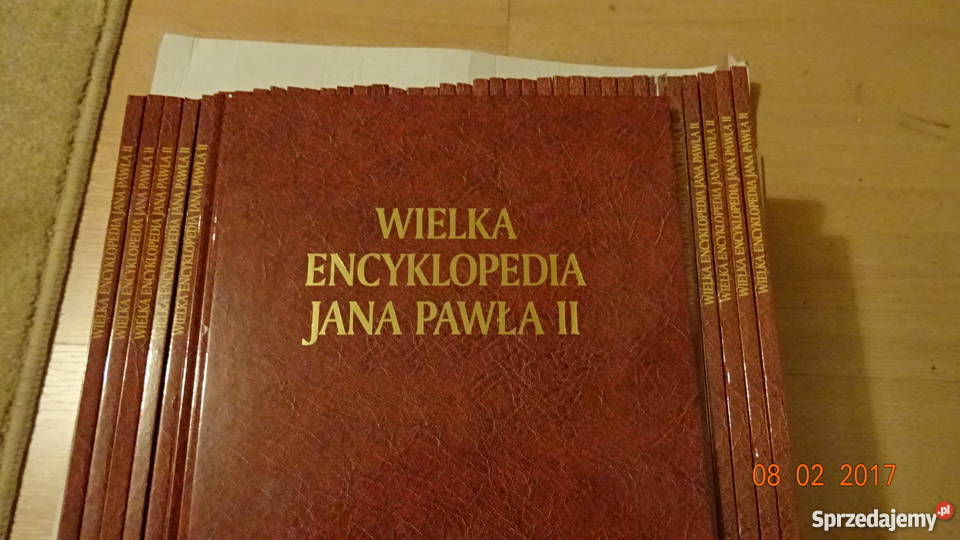 WIELKA
ENCYKLOPEDIA
JANA PAWŁA II
WIELKA ENCYKLOPEDIA JANA PAWŁA II
WIELKA ENCYKLOPEDIA JANA PAWŁA II
WIELKA ENCYKLOPEDIA JANA PAWŁA II
WIELKA ENCYKLOPEDIA JANA PAWŁA II
WIELKA ENCYKLOPEDIA JANA PAWŁA II
WIELKA ENCYKLOPEDIA JANA PAWŁA II
WIELKA ENCYKLOPEDIA JANA PAWŁA II
WIELKA ENCYKLOPEDIA JANA PAWŁA II
WIELKA ENCYKLOPEDIA JANA PAWŁA II
08 02 2017
Sprzedajemy.pl